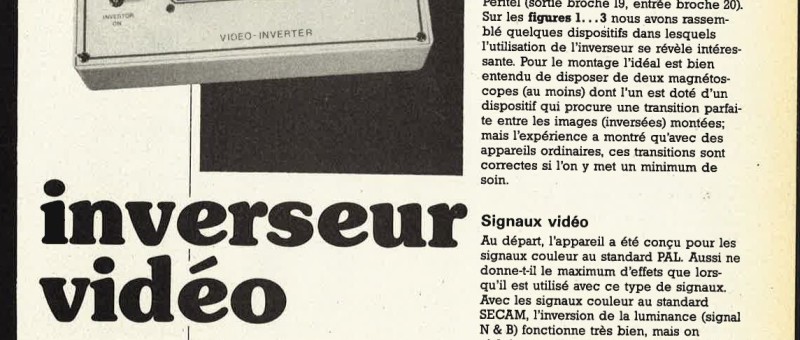 INVERTOR
ON
VIDEO-INVERTER
inverseur
vidéo
Péritel (sortie broche 19, entrée broche 20).
Sur les figures 1...3 nous avons rassem-
blé quelques dispositifs dans lesquels
l'utilisation de l'inverseur se révèle intéres-
sante. Pour le montage l'idéal est bien
entendu de disposer de deux magnétos-
copes (au moins) dont l'un est doté d'un
dispositif qui procure une transition parfai-
te entre les images (inversées) montées;
mais l'expérience a montré qu'avec des
appareils ordinaires, ces transitions sont
correctes si l'on y met un minimum de
soin.
Signaux vidéo
Au départ, l'appareil a été conçu pour les
signaux couleur au standard PAL. Aussi ne
donne-t-il le maximum d'effets que lors-
qu'il est utilisé avec ce type de signaux.
Avec les signaux couleur au standard
SECAM, l'inversion de la luminance (signal
N & B) fonctionne très bien, mais on